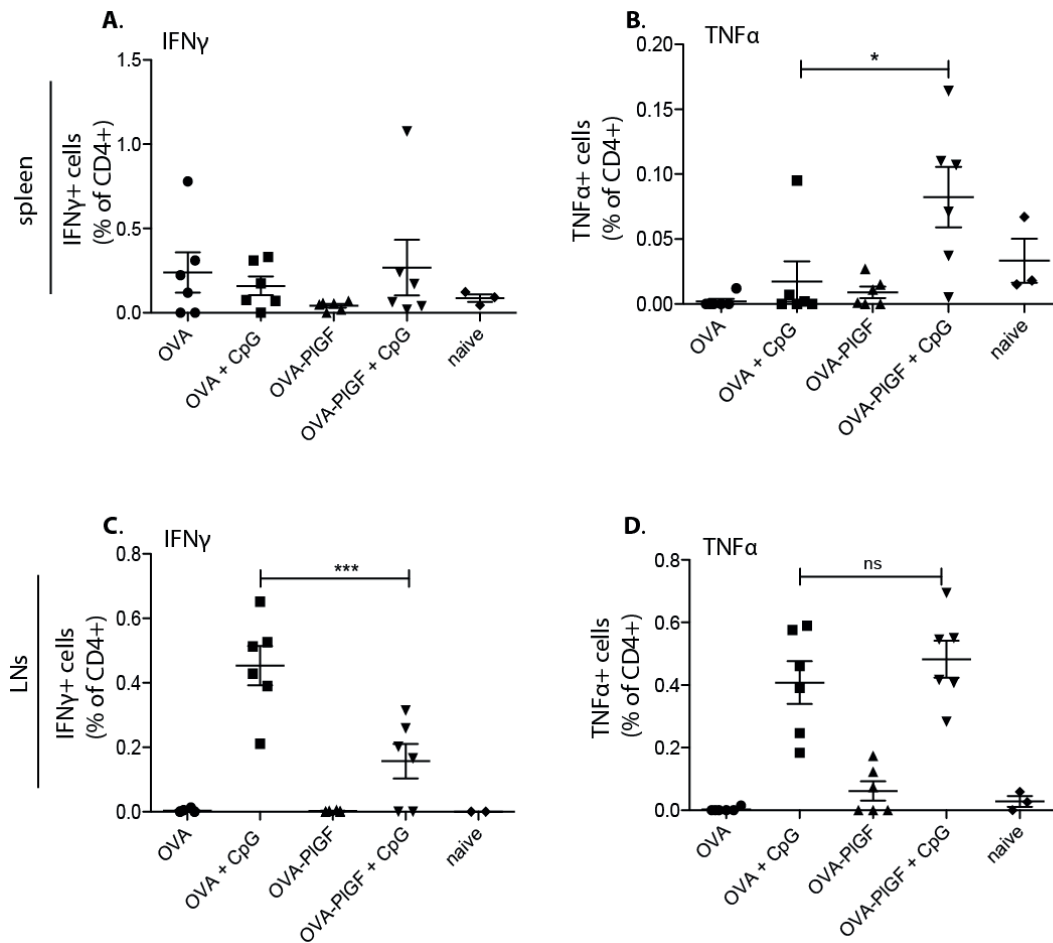 A.
IFNγ
spleen
IFNγ+ cells
(% of CD4+)
1.5
1.0
0.5
0.0
OVA
OVA + CpG
OVA-PlGF
OVA-PlGF + CpG
naive
B.
TNFα
TNFα+ cells
(% of CD4+)
0.20
0.15
0.10
0.05
0.00
*
OVA
OVA + CpG
OVA-PlGF
OVA-PlGF + CpG
naive
C.
IFNγ
LNs
IFNγ+ cells
(% of CD4+)
0.8
0.6
0.4
0.2
0.0
***
OVA
OVA + CpG
OVA-PlGF
OVA-PlGF + CpG
naive
D.
TNFα
TNFα+ cells
(% of CD4+)
0.8
0.6
0.4
0.2
0.0
ns
OVA
OVA + CpG
OVA-PlGF
OVA-PlGF + CpG
naive